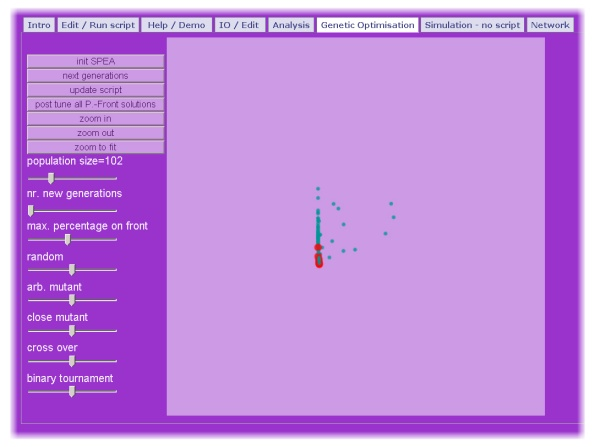 Intro Edit / Run script Help / Demo IO / Edit Analysis Genetic Optimisation Simulation - no script Network
init SPEA
next generations
update script
post tune all P.-Front solutions
zoom in
zoom out
zoom to fit
population size=102
nr. new generations
max. percentage on front
random
arb. mutant
close mutant
cross over
binary tournament